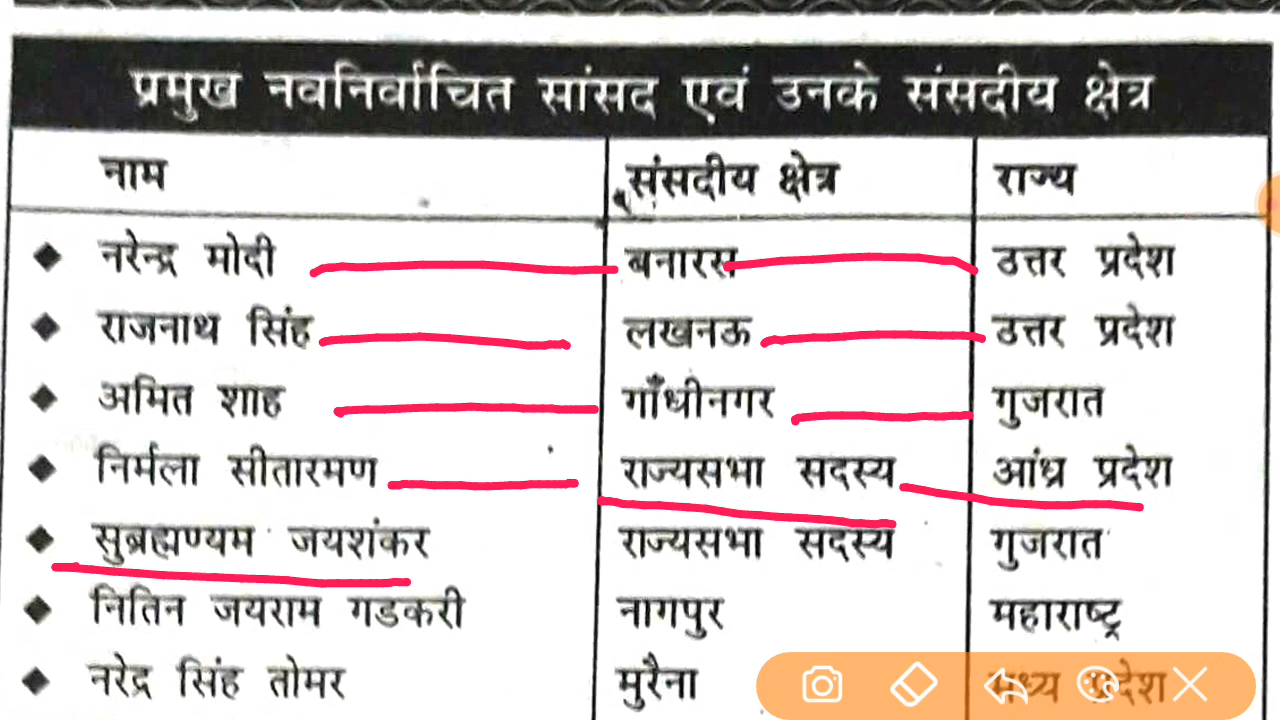 प्रमुख नवनिर्वाचित सांसद एवं उनके संसदीय क्षेत्र
नाम संसदीय क्षेत्र राज्य
नरेन्द्र मोदी बनारस उत्तर प्रदेश
राजनाथ सिंह लखनऊ उत्तर प्रदेश
अमित शाह गाँधीनगर गुजरात
निर्मला सीतारमण राज्यसभा सदस्य आंध्र प्रदेश
सुब्रह्मण्यम जयशंकर राज्यसभा सदस्य गुजरात
नितिन जयराम गडकरी नागपुर महाराष्ट्र
नरेद्र सिंह तोमर मुरैना मध्य प्रदेश